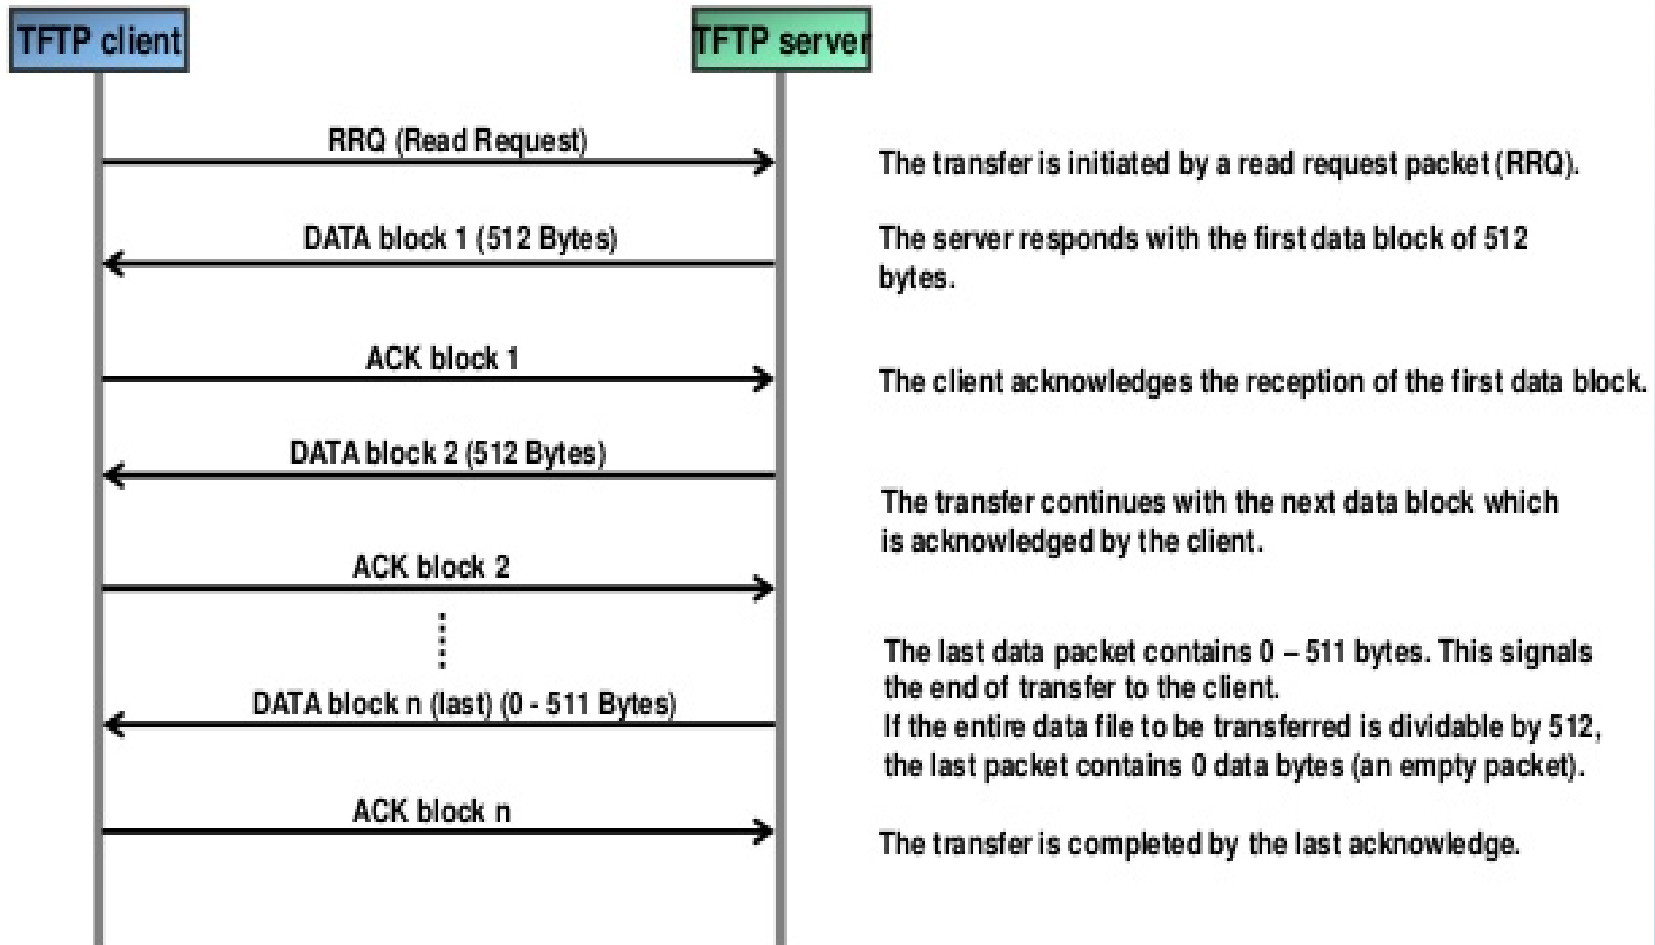 TFTP client
TFTP server
RRQ (Read Request)
The transfer is initiated by a read request packet (RRQ).
DATA block 1 (512 Bytes)
The server responds with the first data block of 512
bytes.
ACK block 1
The client acknowledges the reception of the first data block.
DATA block 2 (512 Bytes)
The transfer continues with the next data block which
is acknowledged by the client.
ACK block 2
The last data packet contains 0 – 511 bytes. This signals
the end of transfer to the client.
DATA block n (last) (0 - 511 Bytes)
If the entire data file to be transferred is dividable by 512,
the last packet contains 0 data bytes (an empty packet).
ACK block n
The transfer is completed by the last acknowledge.